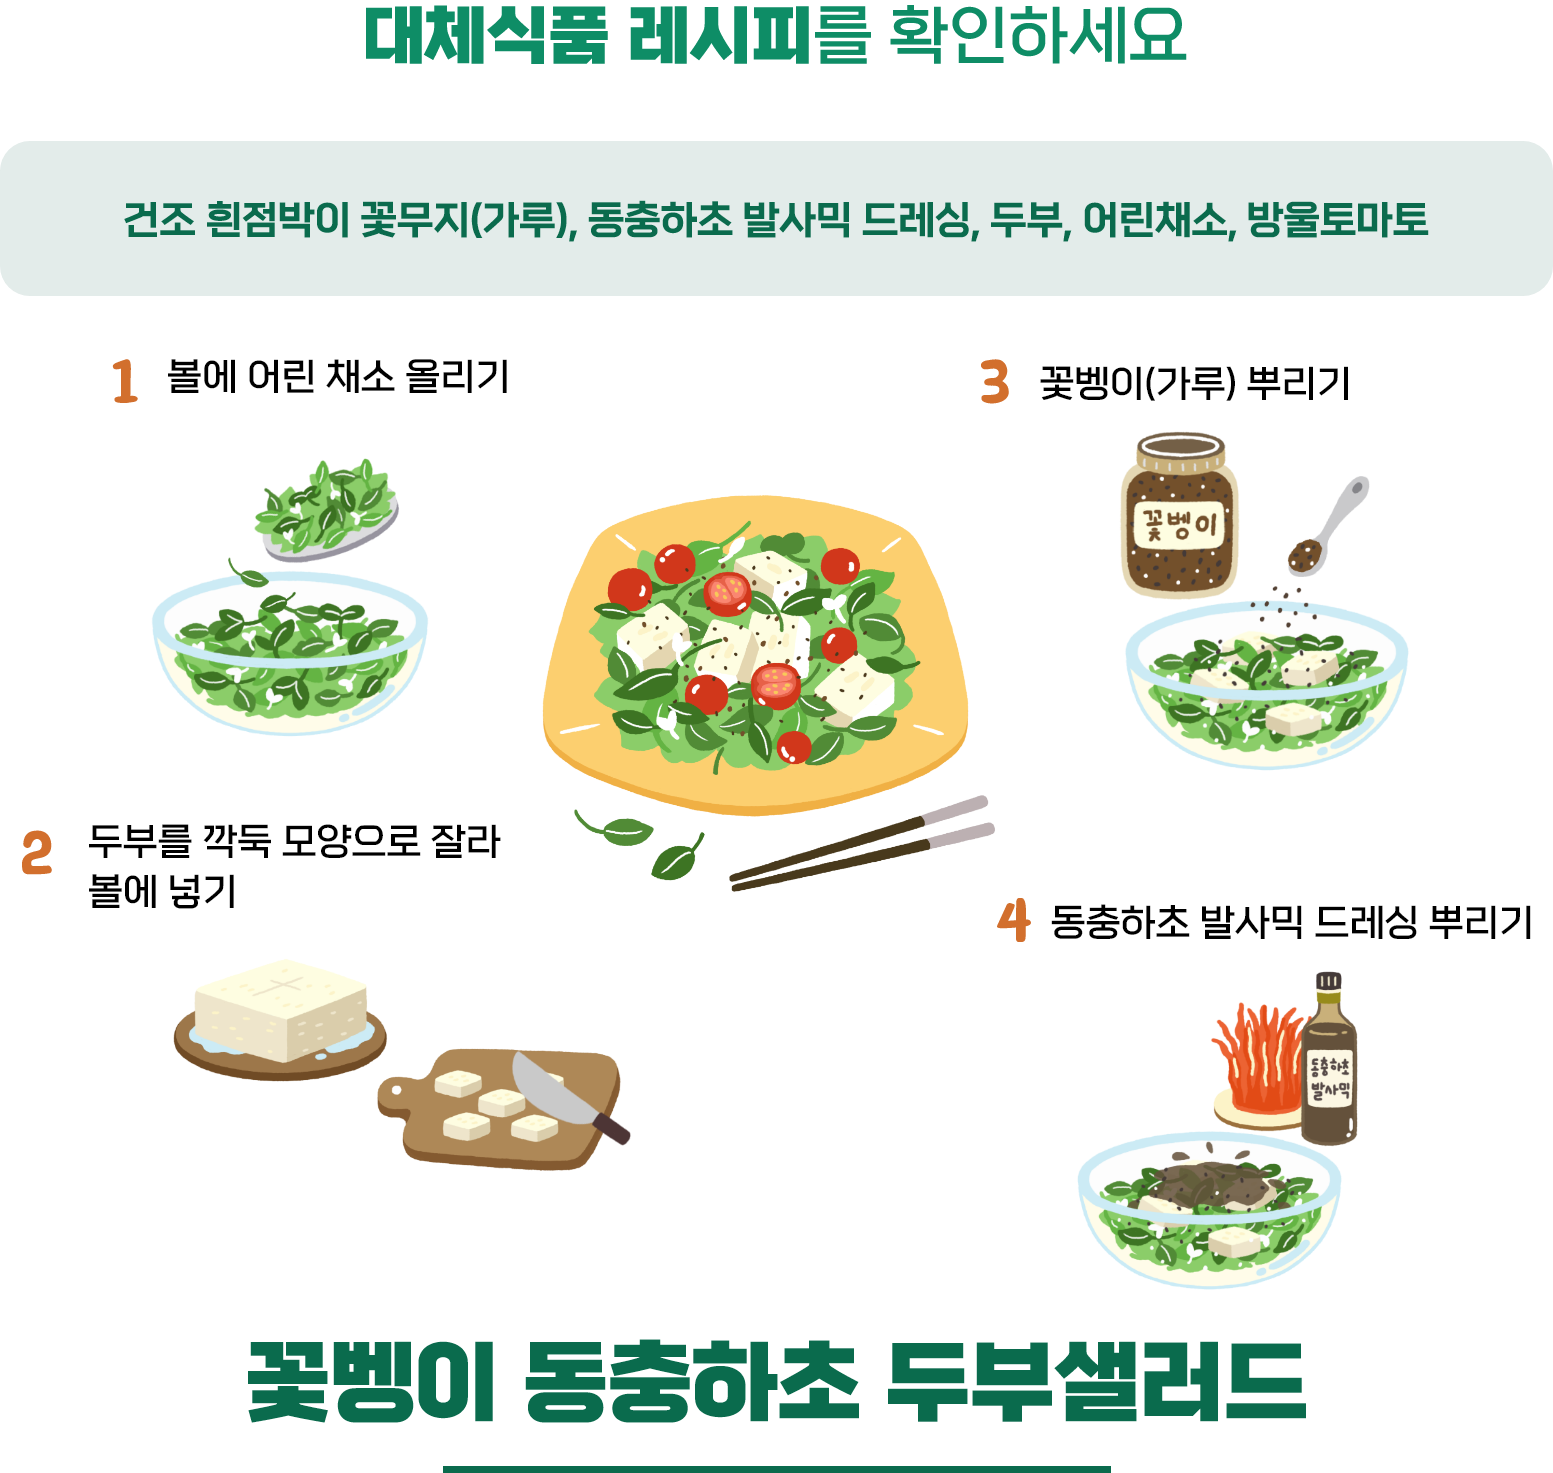 대체식품 레시피를 확인하세요
건조 흰점박이 꽃무지(가루), 동충하초 발사믹 드레싱, 두부, 어린채소, 방울토마토
1 볼에 어린 채소 올리기
2 두부를 깍둑 모양으로 잘라
볼에 넣기
3 꽃벵이(가루) 뿌리기
꽃벵이
4 동충하초 발사믹 드레싱 뿌리기
동충하초
발사믹
꽃벵이 동충하초 두부샐러드